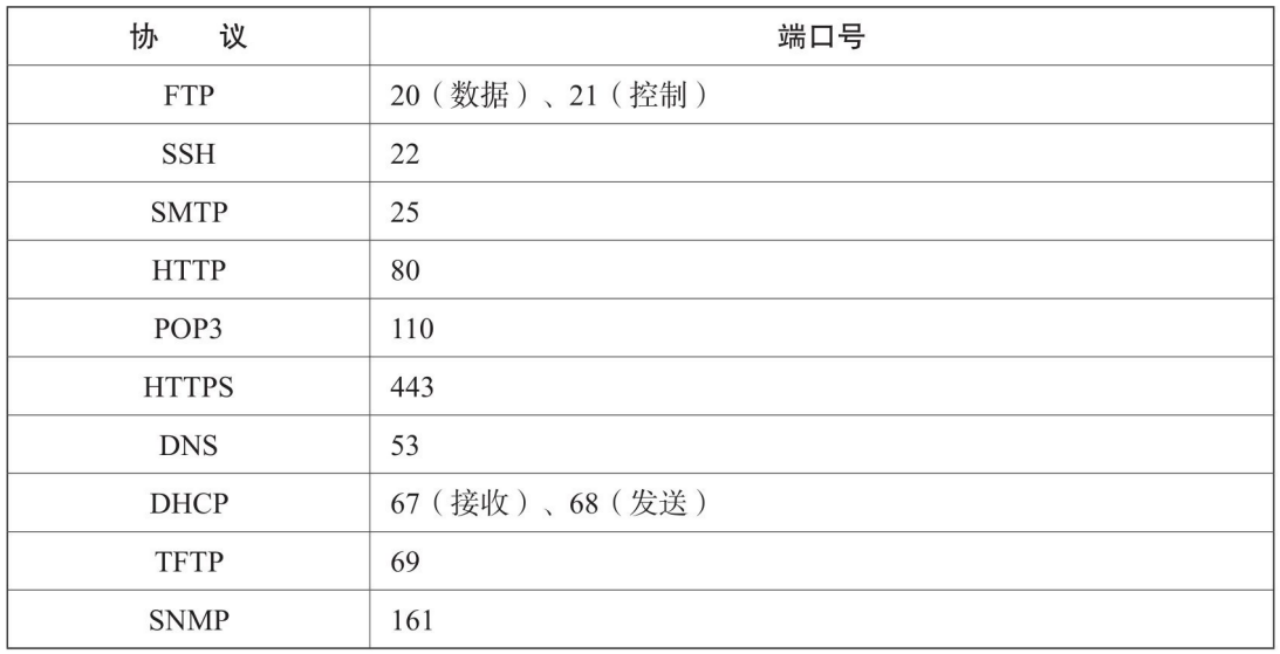 协 议 端口号
FTP 20（数据）、21（控制）
SSH 22
SMTP 25
HTTP 80
POP3 110
HTTPS 443
DNS 53
DHCP 67（接收）、68（发送）
TFTP 69
SNMP 161